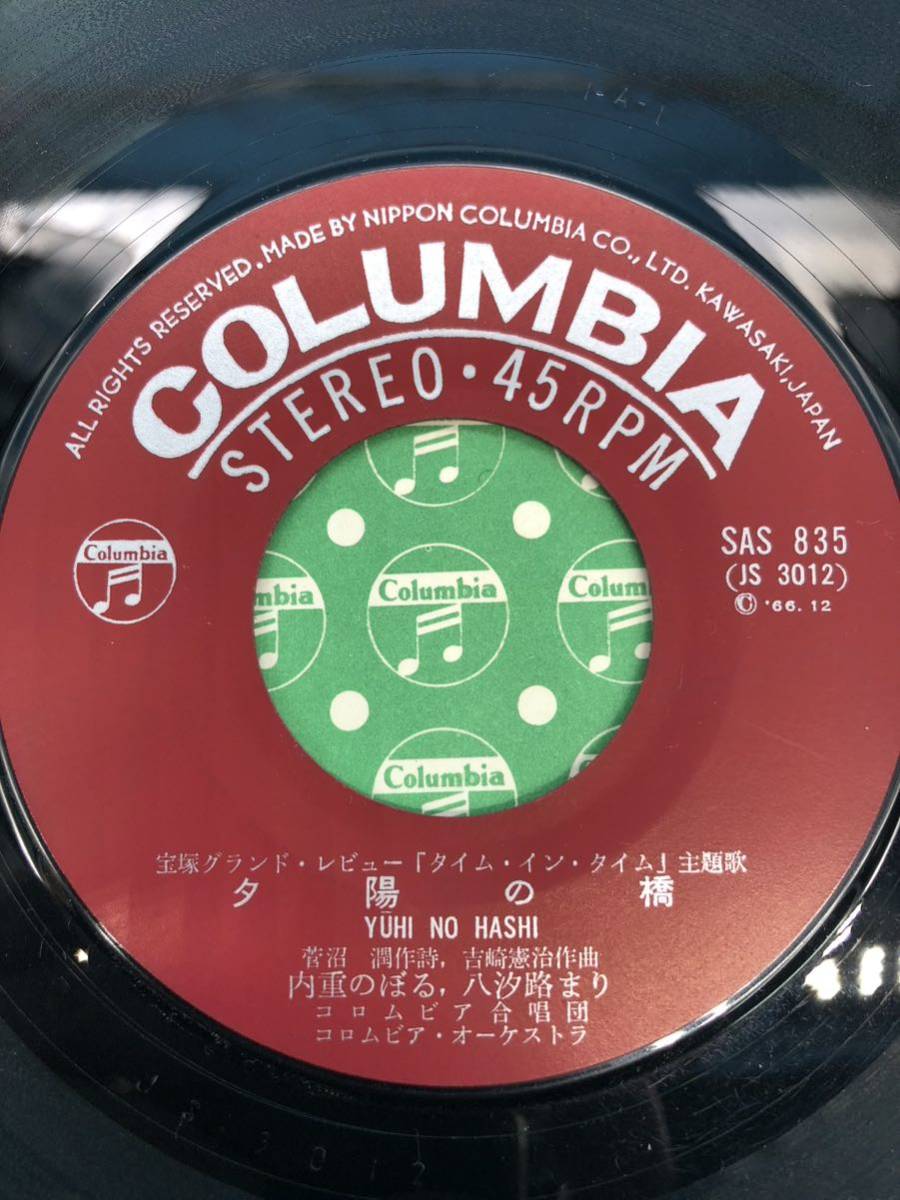 1-A-1
ALL RIGHTS RESERVED. MADE BY NIPPON COLUMBIA CO., LTD. KAWASAKI, JAPAN
COLUMBIA
STEREO・45RPM
Columbia
SAS 835
(JS 3012)
© '66. 12
mbia
Columbia
Columbia
宝塚グランド・レビュー「タイム・イン・タイム」主題歌
夕陽の橋
YŪHI NO HASHI
菅沼 潤作詩, 吉崎憲治作曲
内重のぼる, 八汐路まり
コロムビア合唱団
コロムビア・オーケストラ